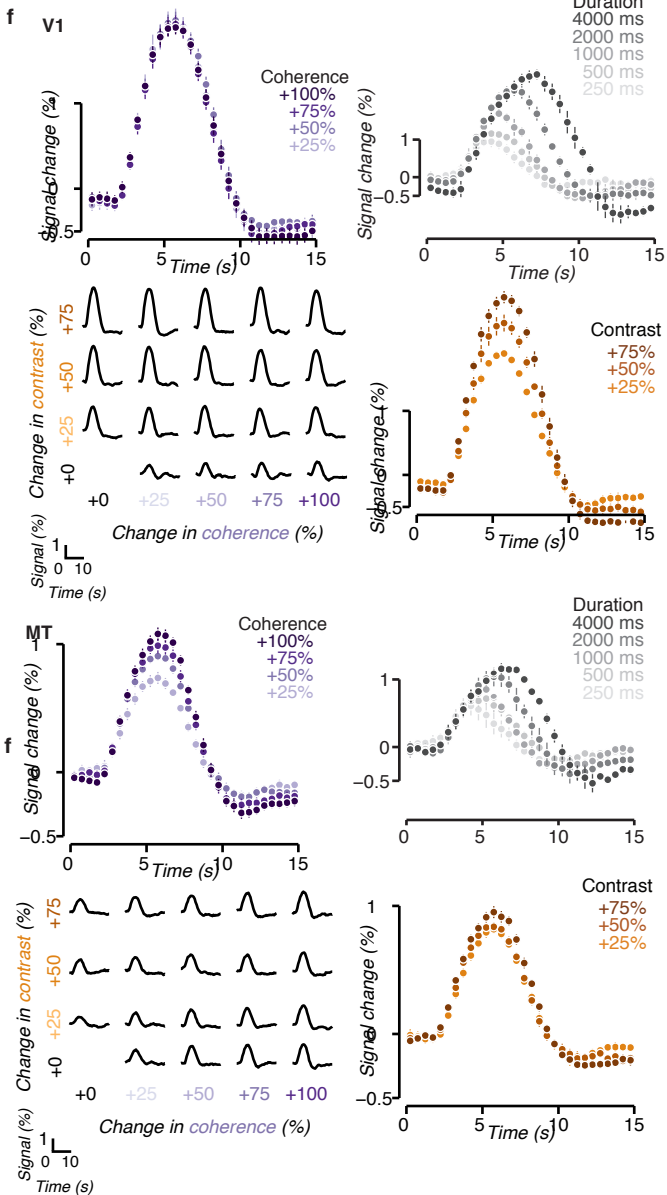 f
V1
Coherence
+100%
+75%
+50%
+25%
Signal change (%)
1
0
5
5
10
15
Time (s)
Duration
4000 ms
2000 ms
1000 ms
500 ms
250 ms
Signal change (%)
1
0
−0.5
0
5
10
15
Time (s)
Change in contrast (%)
+75
+50
+25
+0
+0
+25
+50
+75
+100
Change in coherence (%)
Signal (%)
1
0 10
Time (s)
Contrast
+75%
+50%
+25%
Signal change (%)
0
0.5
0
5
10
15
Time (s)
MT
Coherence
+100%
+75%
+50%
+25%
Signal change (%)
1
0
−0.5
0
5
10
15
Time (s)
f
Duration
4000 ms
2000 ms
1000 ms
500 ms
250 ms
Signal change (%)
1
0
−0.5
0
5
10
15
Change in contrast (%)
+75
+50
+25
+0
+0
+25
+50
+75
+100
Change in coherence (%)
Signal (%)
1
0 10
Time (s)
Contrast
+75%
+50%
+25%
Signal change (%)
1
0
−0.5
0
5
10
15
Time (s)